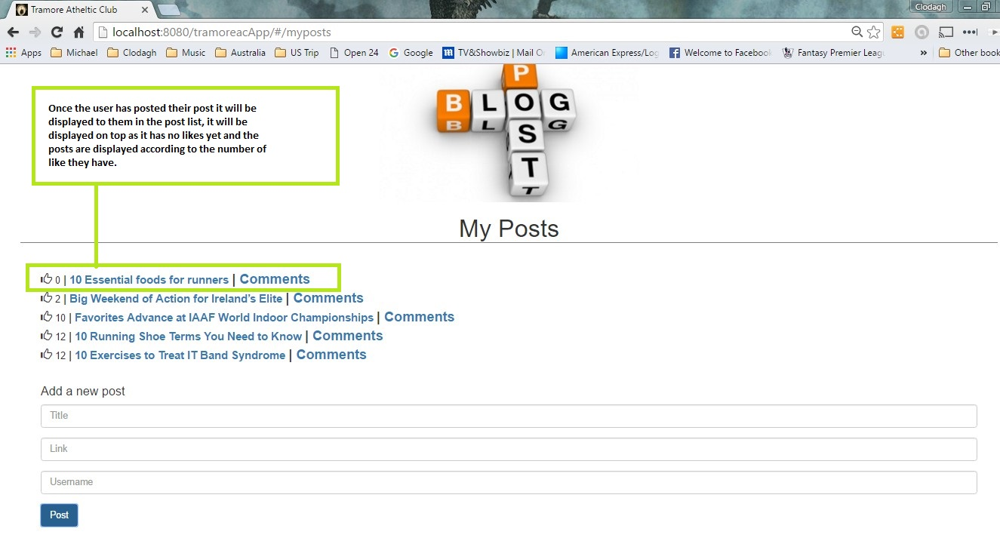 Tramore Atheltic Club
Clodagh
localhost:8080/tramoreacApp/#/myposts
Apps Michael Clodagh Music Australia US Trip Open 24 Google TV&Showbiz | Mail On American Express/Log Welcome to Facebook Fantasy Premier Leagu » Other book
P
BLOG
B L G
S
T
T
Once the user has posted their post it will be
displayed to them in the post list, it will be
displayed on top as it has no likes yet and the
posts are displayed according to the number of
like they have.
My Posts
0 | 10 Essential foods for runners | Comments
2 | Big Weekend of Action for Ireland’s Elite | Comments
10 | Favorites Advance at IAAF World Indoor Championships | Comments
12 | 10 Running Shoe Terms You Need to Know | Comments
12 | 10 Exercises to Treat IT Band Syndrome | Comments
Add a new post
Title
Link
Username
Post